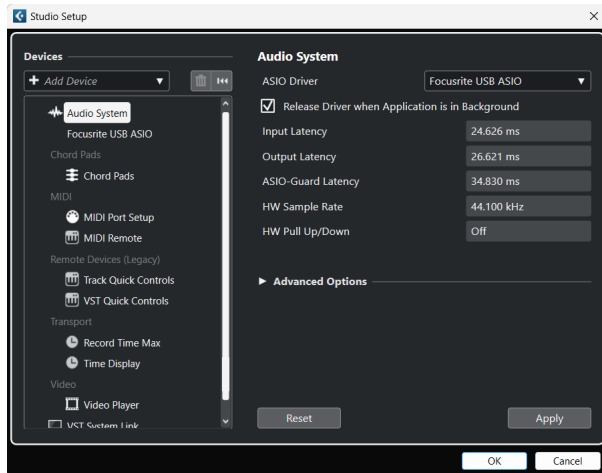 Studio Setup
Devices
Add Device
Audio System
Focusrite USB ASIO
Chord Pads
Chord Pads
MIDI
MIDI Port Setup
MIDI Remote
Remote Devices (Legacy)
Track Quick Controls
VST Quick Controls
Transport
Record Time Max
Time Display
Video
Video Player
VST System Link
Audio System
ASIO Driver Focusrite USB ASIO
Release Driver when Application is in Background
Input Latency 24.626 ms
Output Latency 26.621 ms
ASIO-Guard Latency 34.830 ms
HW Sample Rate 44.100 kHz
HW Pull Up/Down Off
Advanced Options
Reset Apply
OK Cancel